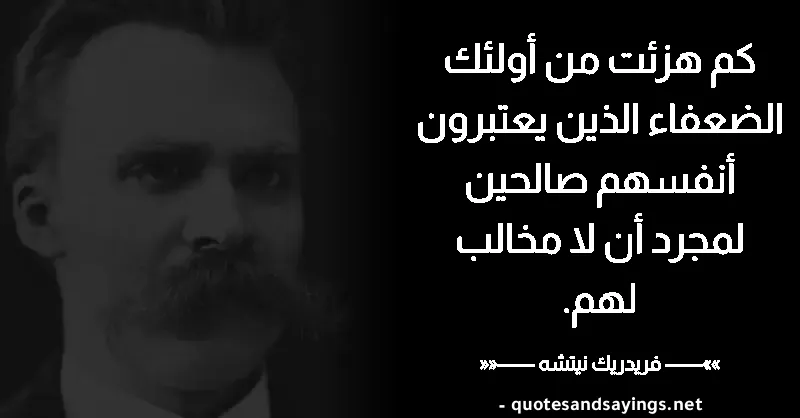 كم هزئت من أولئك
الضعفاء الذين يعتبرون
أنفسهم صالحين
لمجرد أن لا مخالب
لهم.
»»—— فريدريك نيتشه ——««
- quotesandsayings.net